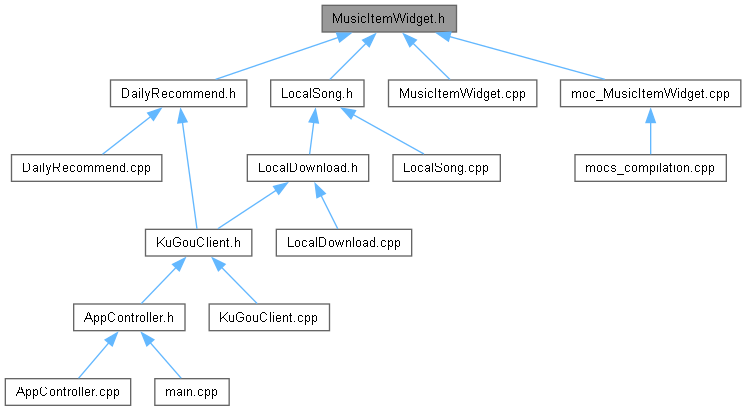 MusicItemWidget.h
DailyRecommend.h
LocalSong.h
MusicItemWidget.cpp
moc_MusicItemWidget.cpp
DailyRecommend.cpp
LocalDownload.h
LocalSong.cpp
mocs_compilation.cpp
KuGouClient.h
LocalDownload.cpp
AppController.h
KuGouClient.cpp
AppController.cpp
main.cpp